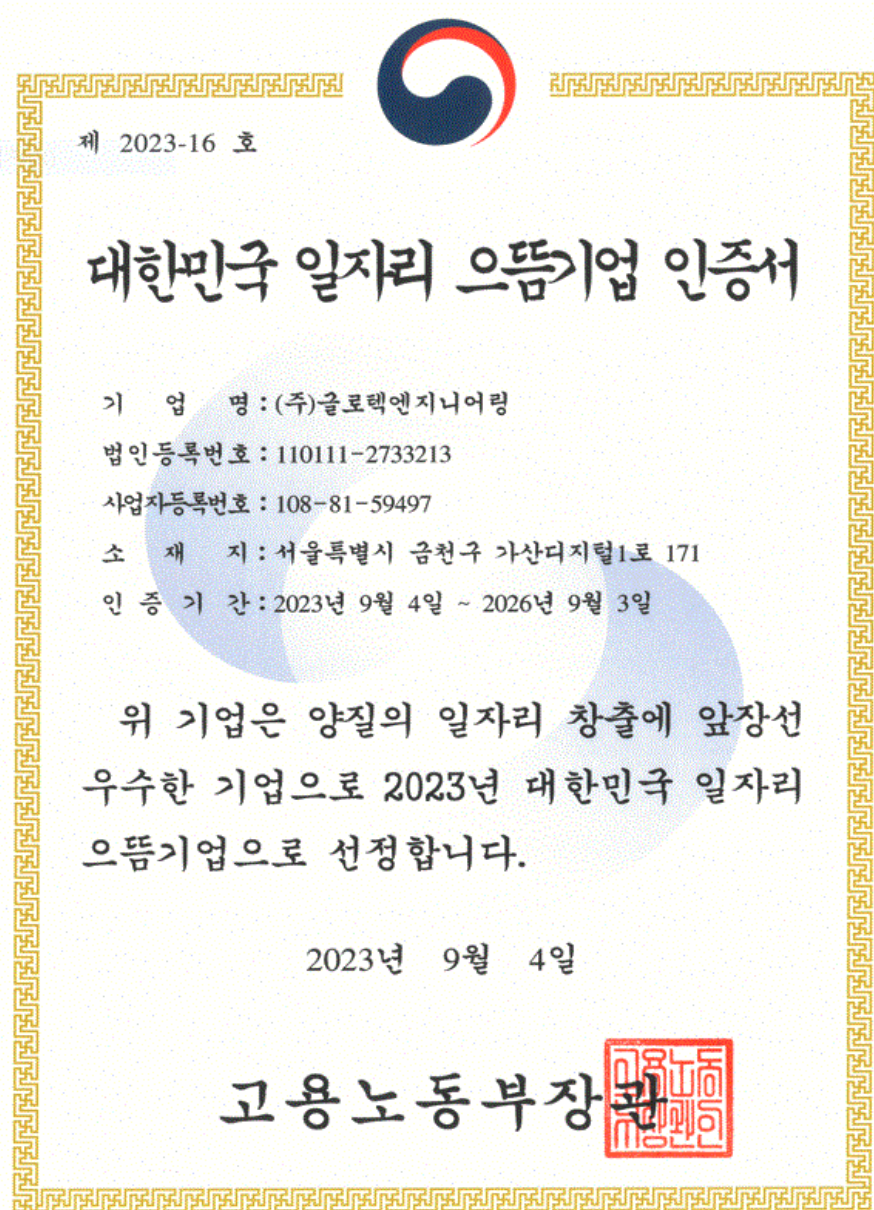 제 2023-16 호
대한민국 일자리 으뜸기업 인증서
기 업 명 : (주)글로텍엔지니어링
법인등록번호 : 110111-2733213
사업자등록번호 : 108-81-59497
소 재 지 : 서울특별시 금천구 가산디지털1로 171
인 증 기 간 : 2023년 9월 4일 ~ 2026년 9월 3일
위 기업은 양질의 일자리 창출에 앞장선
우수한 기업으로 2023년 대한민국 일자리
으뜸기업으로 선정합니다.
2023년 9월 4일
고용노동부장관